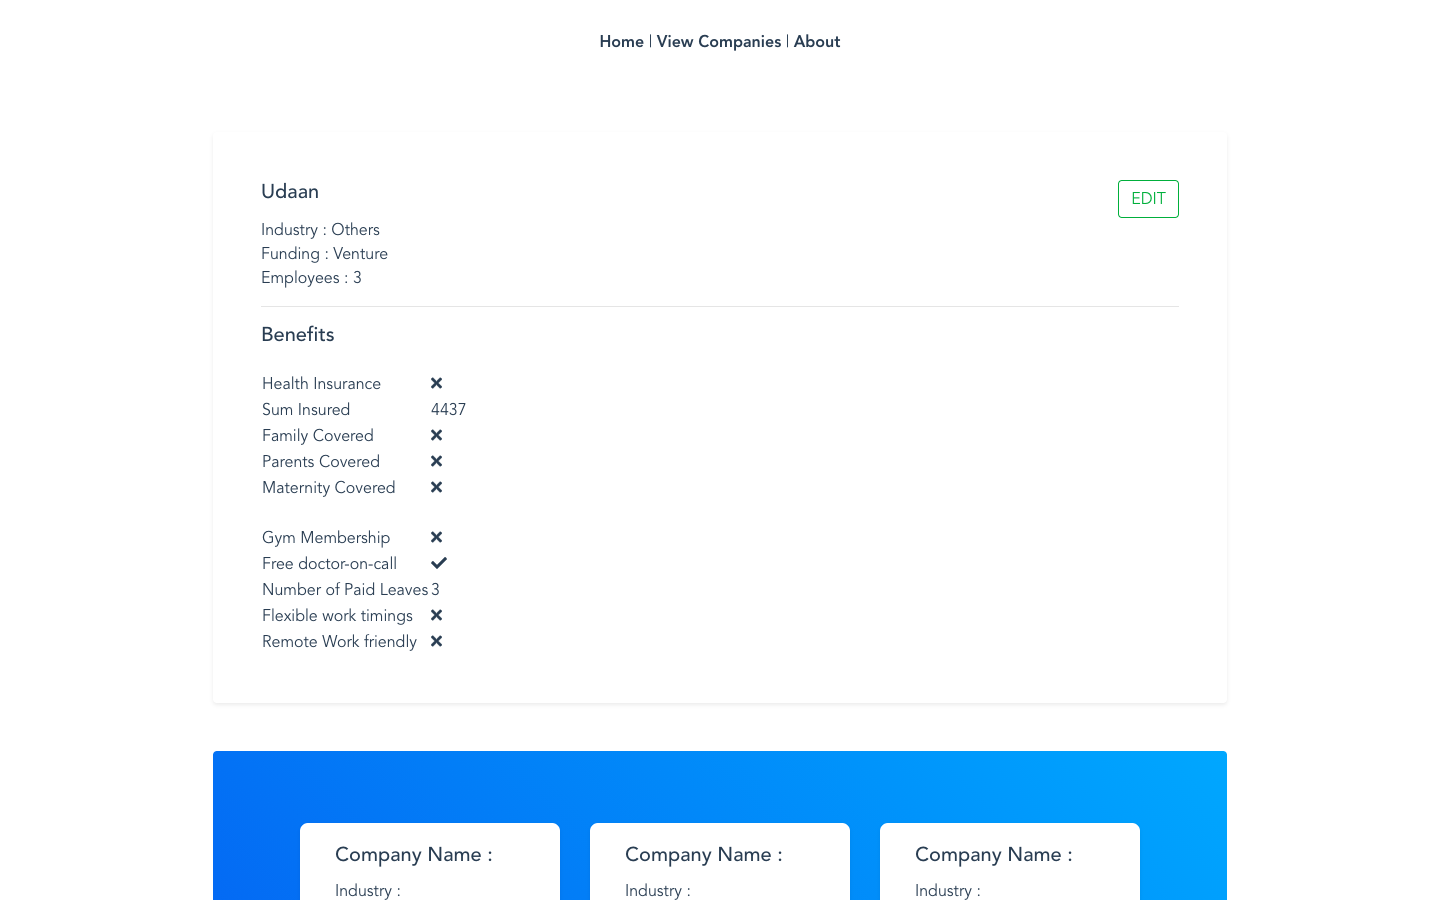 Home | View Companies | About
Udaan
EDIT
Industry : Others
Funding : Venture
Employees : 3
Benefits
Health Insurance
Sum Insured 4437
Family Covered
Parents Covered
Maternity Covered
Gym Membership
Free doctor-on-call
Number of Paid Leaves 3
Flexible work timings
Remote Work friendly
Company Name :
Industry :
Company Name :
Industry :
Company Name :
Industry :